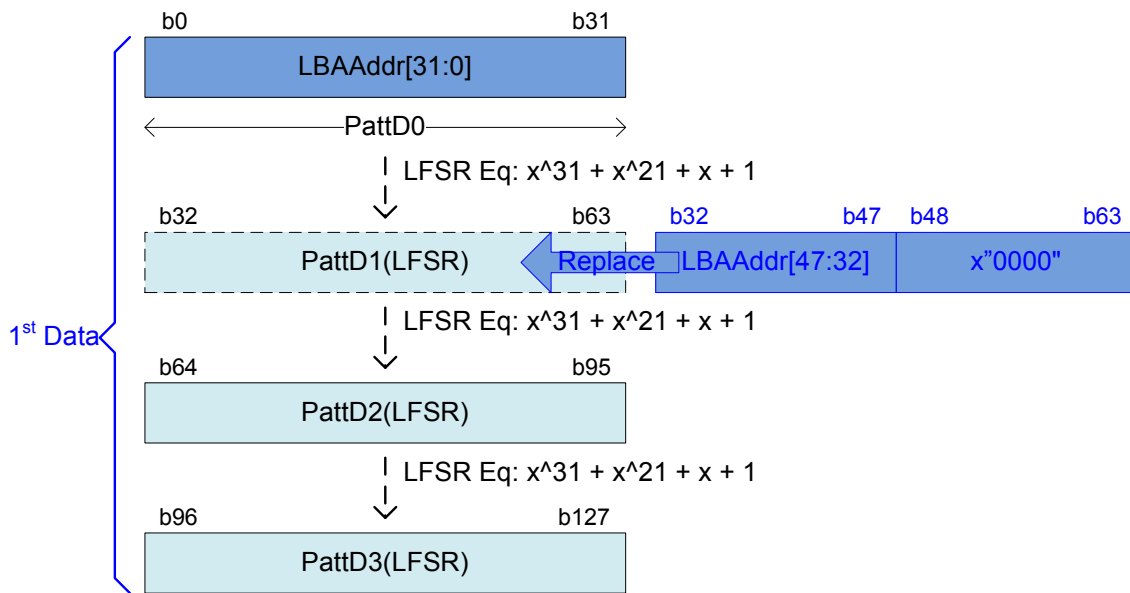 b0 b31
LBAAddr[31:0]
PattD0
LFSR Eq: x^31 + x^21 + x + 1
b32 b63 b32 b47 b48 b63
PattD1(LFSR) Replace LBAAddr[47:32] x”0000"
LFSR Eq: x^31 + x^21 + x + 1
1st Data
b64 b95
PattD2(LFSR)
LFSR Eq: x^31 + x^21 + x + 1
b96 b127
PattD3(LFSR)